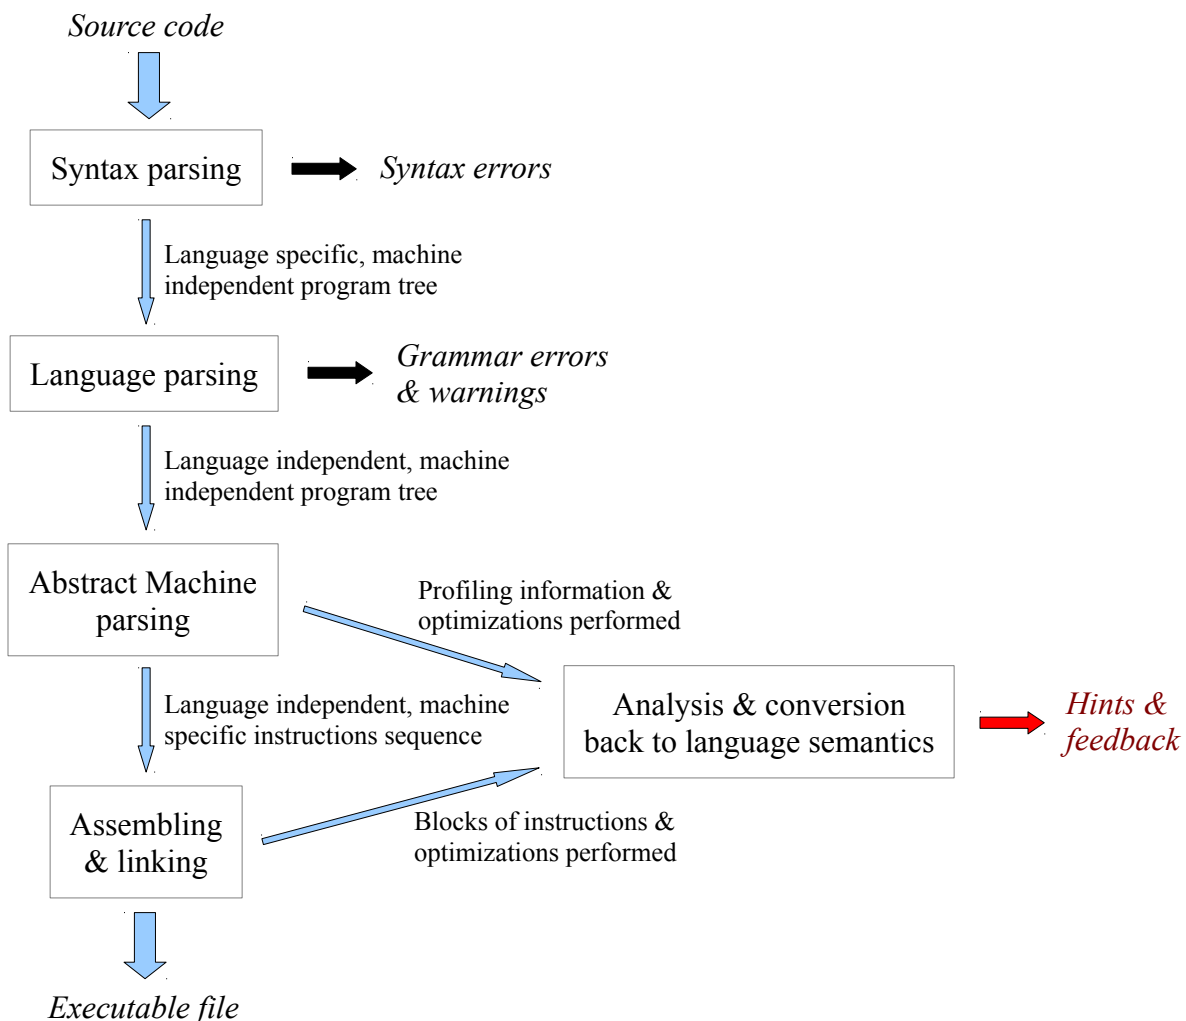 Source code
Syntax parsing
Syntax errors
Language specific, machine
independent program tree
Language parsing
Grammar errors
& warnings
Language independent, machine
independent program tree
Abstract Machine
parsing
Profiling information &
optimizations performed
Language independent, machine
specific instructions sequence
Analysis & conversion
back to language semantics
Hints &
feedback
Assembling
& linking
Blocks of instructions &
optimizations performed
Executable file